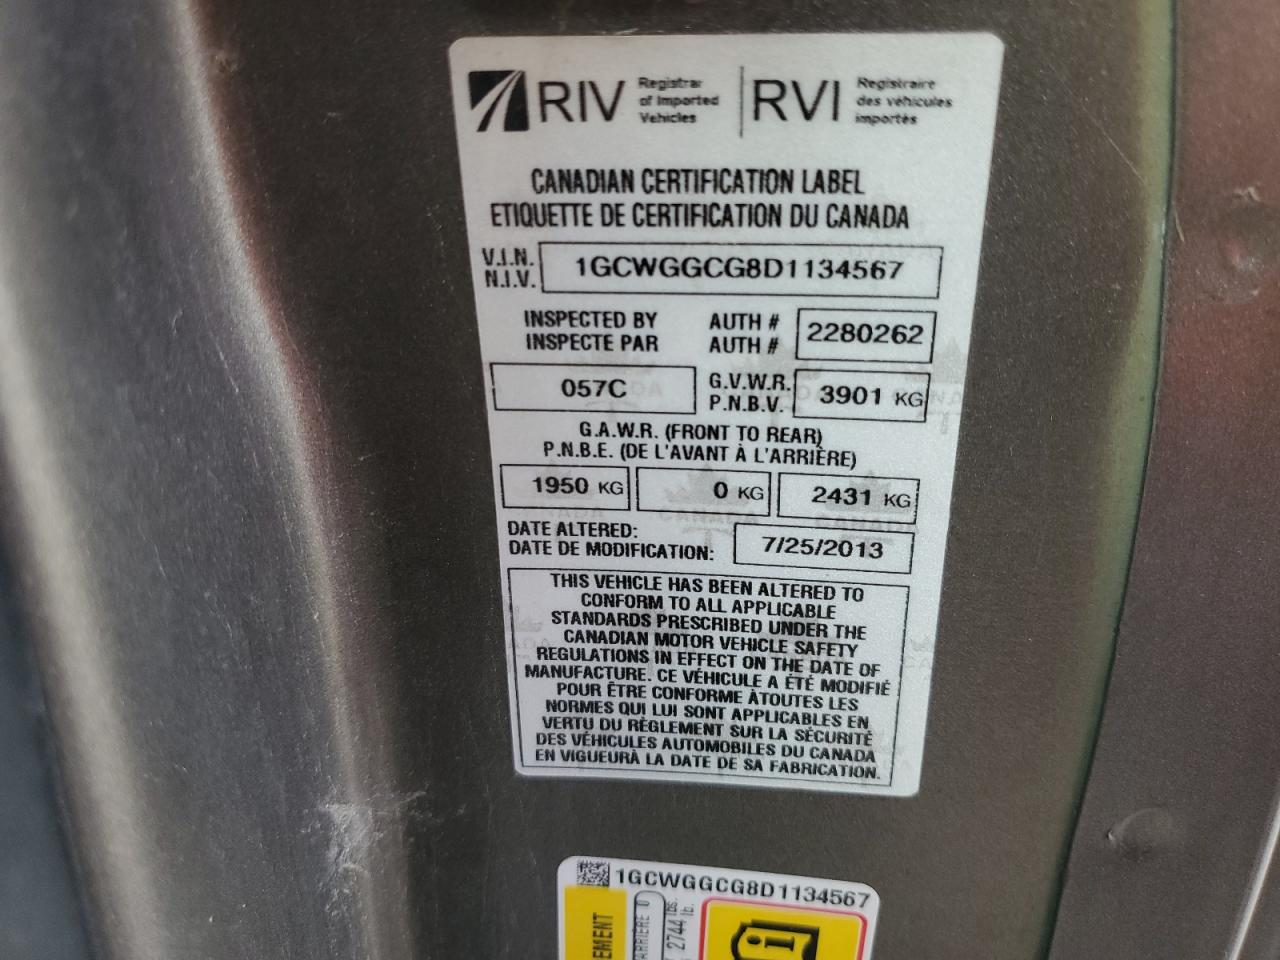 RIV Registrar of Imported Vehicles | RVI Registraire des véhicules importés
CANADIAN CERTIFICATION LABEL
ETIQUETTE DE CERTIFICATION DU CANADA
V.I.N.
N.I.V.
1GCWGGCG8D1134567
INSPECTED BY
INSPECTE PAR
AUTH #
AUTH #
2280262
057C
G.V.W.R.
P.N.B.V.
3901 KG
G.A.W.R. (FRONT TO REAR)
P.N.B.E. (DE L'AVANT À L'ARRIÈRE)
1950 KG
0 KG
2431 KG
DATE ALTERED:
DATE DE MODIFICATION:
7/25/2013
THIS VEHICLE HAS BEEN ALTERED TO
CONFORM TO ALL APPLICABLE
STANDARDS PRESCRIBED UNDER THE
CANADIAN MOTOR VEHICLE SAFETY
REGULATIONS IN EFFECT ON THE DATE OF
MANUFACTURE. CE VÉHICULE A ÉTÉ MODIFIÉ
POUR ÊTRE CONFORME ÀTOUTES LES
NORMES QUI LUI SONT APPLICABLES EN
VERTU DU RÈGLEMENT SUR LA SÉCURITÉ
DES VÉHICULES AUTOMOBILES DU CANADA
EN VIGUEURÀ LA DATE DE SA FABRICATION.
1GCWGGCG8D1134567
EMENT
ARRIÈRE 0
2744 lb.